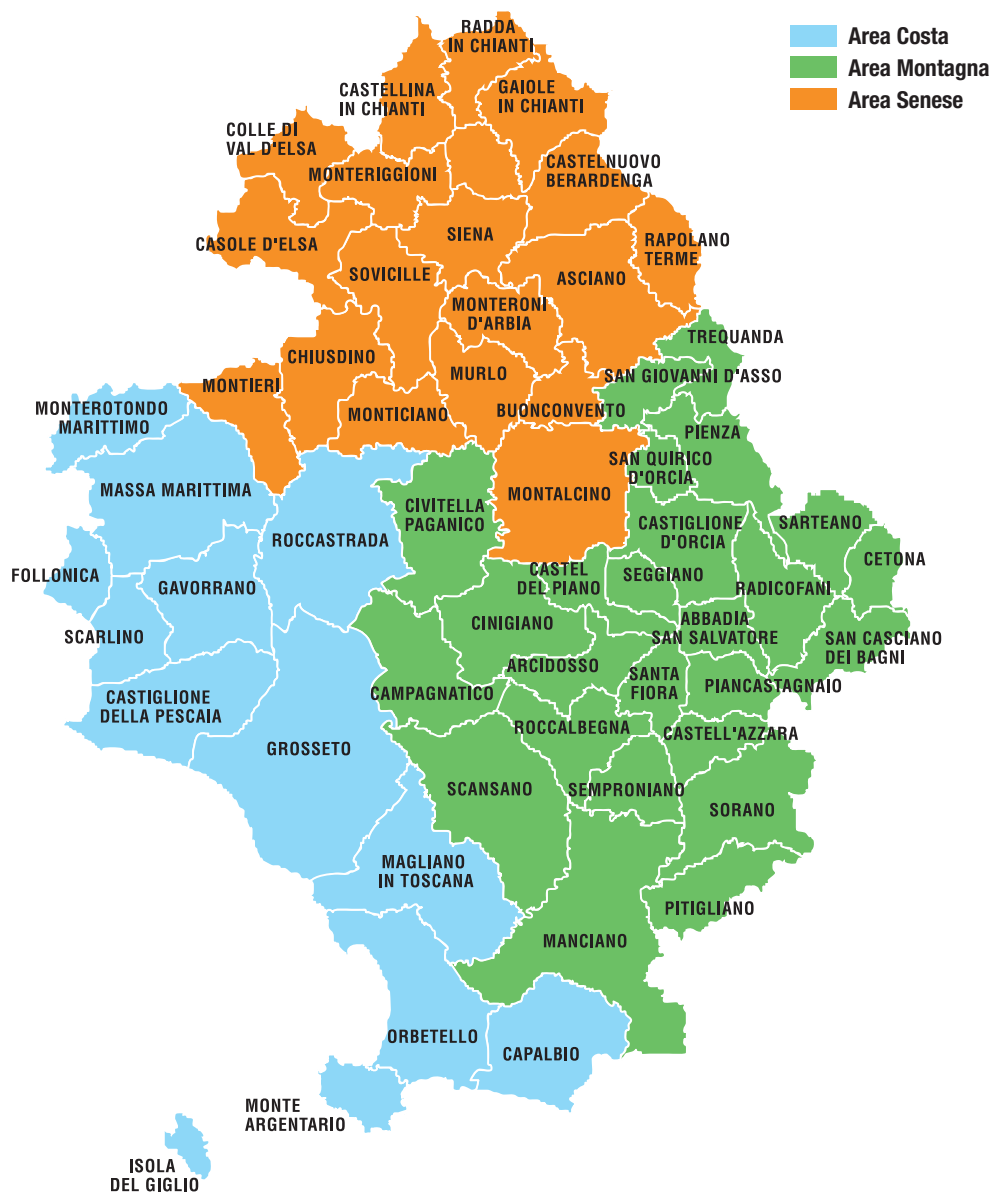 Area Costa
Area Montagna
Area Senese
RADDA
IN CHIANTI
CASTELLINA
IN CHIANTI
GAIOLE
IN CHIANTI
COLLE DI
VAL D'ELSA
MONTERIGGIONI
CASTELNUOVO
BERARDENGA
CASOLE D'ELSA
SIENA
RAPOLANO
TERME
SOVICILLE
ASCIANO
MONTERONI
D'ARBIA
TREQUANDA
CHIUSDINO
MURLO
SAN GIOVANNI D'ASSO
MONTIERI
MONTEROTONDO
MARITTIMO
MONTICIANO
BUONCONVENTO
PIENZA
SAN QUIRICO
D'ORCIA
MASSA MARITTIMA
MONTALCINO
CIVITELLA
PAGANICO
CASTIGLIONE
D'ORCIA
SARTEANO
ROCCASTRADA
CETONA
FOLLONICA
GAVORRANO
CASTEL
DEL PIANO
SEGGIANO
RADICOFANI
SCARLINO
CINIGIANO
ABBADIA
SAN SALVATORE
SAN CASCIANO
DEI BAGNI
ARCIDOSSO
SANTA
FIORA
PIANCASTAGNAIO
CASTIGLIONE
DELLA PESCAIA
CAMPAGNATICO
ROCCALBEGNA
CASTELL'AZZARA
GROSSETO
SCANSANO
SEMPRONIANO
SORANO
MAGLIANO
IN TOSCANA
PITIGLIANO
MANCIANO
ORBETELLO
CAPALBIO
MONTE
ARGENTARIO
ISOLA
DEL GIGLIO